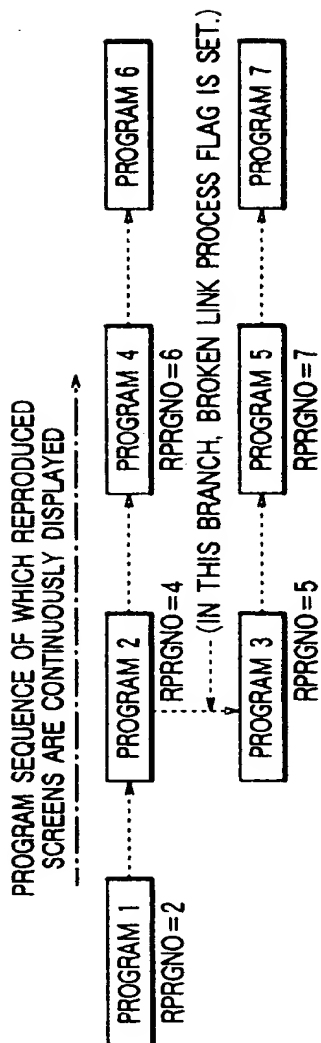 PROGRAM SEQUENCE OF WHICH REPRODUCED
SCREENS ARE CONTINUOUSLY DISPLAYED
PROGRAM 1
RPRGNO=2
PROGRAM 2
RPRGNO=4
PROGRAM 4
RPRGNO=6
PROGRAM 6
(IN THIS BRANCH, BROKEN LINK PROCESS FLAG IS SET.)
PROGRAM 3
RPRGNO=5
PROGRAM 5
RPRGNO=7
PROGRAM 7